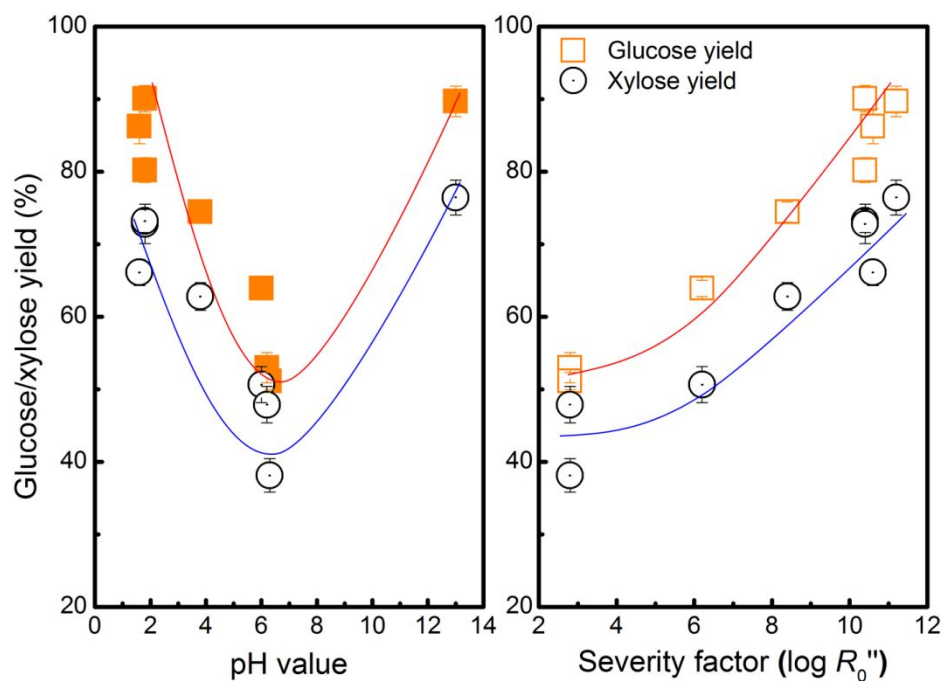 Glucose/xylose yield (%)
100
80
60
40
20
0 2 4 6 8 10 12 14
pH value
Glucose yield
Xylose yield
100
80
60
40
20
2 4 6 8 10 12
Severity factor (log R₀'')